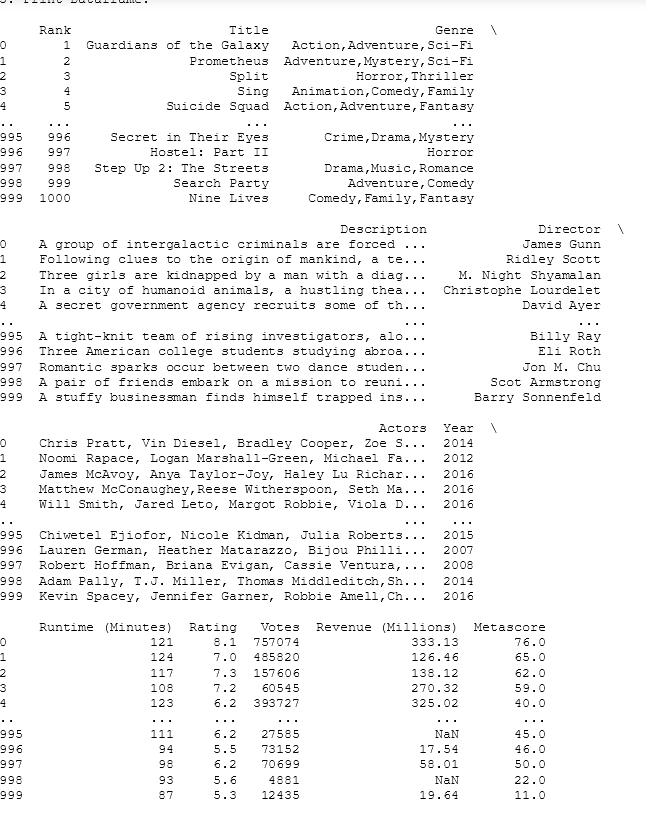 3. Print DataFrame.
Rank Title Genre \
0 1 Guardians of the Galaxy Action,Adventure,Sci-Fi
1 2 Prometheus Adventure,Mystery,Sci-Fi
2 3 Split Horror,Thriller
3 4 Sing Animation,Comedy,Family
4 5 Suicide Squad Action,Adventure,Fantasy
.. ... ... ...
995 996 Secret in Their Eyes Crime,Drama,Mystery
996 997 Hostel: Part II Horror
997 998 Step Up 2: The Streets Drama,Music,Romance
998 999 Search Party Adventure,Comedy
999 1000 Nine Lives Comedy,Family,Fantasy
Description Director \
0 A group of intergalactic criminals are forced ... James Gunn
1 Following clues to the origin of mankind, a te... Ridley Scott
2 Three girls are kidnapped by a man with a diag... M. Night Shyamalan
3 In a city of humanoid animals, a hustling thea... Christophe Lourdelet
4 A secret government agency recruits some of th... David Ayer
.. ... ...
995 A tight-knit team of rising investigators, alo... Billy Ray
996 Three American college students studying abroa... Eli Roth
997 Romantic sparks occur between two dance studen... Jon M. Chu
998 A pair of friends embark on a mission to reuni... Scot Armstrong
999 A stuffy businessman finds himself trapped ins... Barry Sonnenfeld
Actors Year \
0 Chris Pratt, Vin Diesel, Bradley Cooper, Zoe S... 2014
1 Noomi Rapace, Logan Marshall-Green, Michael Fa... 2012
2 James McAvoy, Anya Taylor-Joy, Haley Lu Richar... 2016
3 Matthew McConaughey,Reese Witherspoon, Seth Ma... 2016
4 Will Smith, Jared Leto, Margot Robbie, Viola D... 2016
.. ... ...
995 Chiwetel Ejiofor, Nicole Kidman, Julia Roberts... 2015
996 Lauren German, Heather Matarazzo, Bijou Philli... 2007
997 Robert Hoffman, Briana Evigan, Cassie Ventura,... 2008
998 Adam Pally, T.J. Miller, Thomas Middleditch,Sh... 2014
999 Kevin Spacey, Jennifer Garner, Robbie Amell,Ch... 2016
Runtime (Minutes) Rating Votes Revenue (Millions) Metascore
0 121 8.1 757074 333.13 76.0
1 124 7.0 485820 126.46 65.0
2 117 7.3 157606 138.12 62.0
3 108 7.2 60545 270.32 59.0
4 123 6.2 393727 325.02 40.0
.. ... ... ... ... ...
995 111 6.2 27585 NaN 45.0
996 94 5.5 73152 17.54 46.0
997 98 6.2 70699 58.01 50.0
998 93 5.6 4881 NaN 22.0
999 87 5.3 12435 19.64 11.0